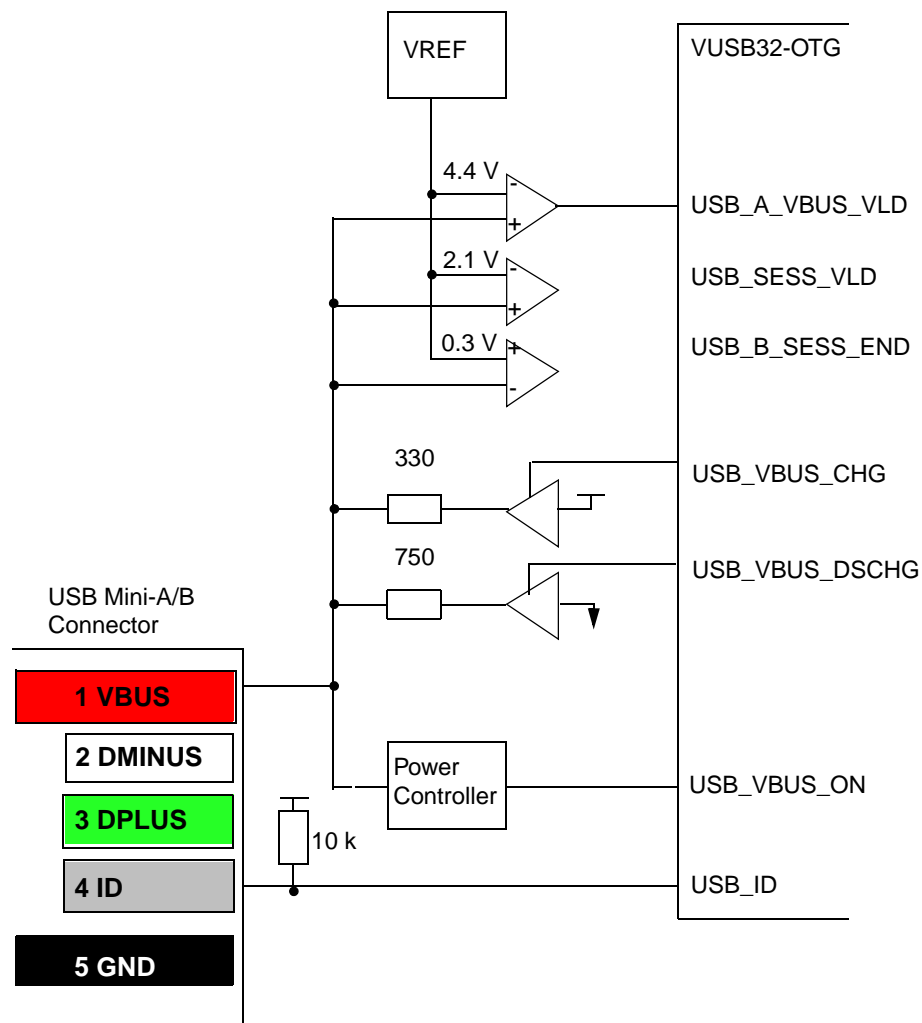 VREF
VUSB32-OTG
4.4 V
-
+
USB_A_VBUS_VLD
2.1 V
-
+
USB_SESS_VLD
0.3 V
+
-
USB_B_SESS_END
330
USB_VBUS_CHG
750
USB_VBUS_DSCHG
USB Mini-A/B
Connector
1 VBUS
2 DMINUS
3 DPLUS
4 ID
5 GND
10 k
Power
Controller
USB_VBUS_ON
USB_ID